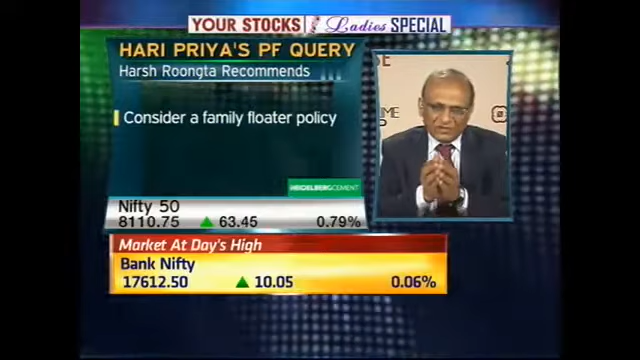 YOUR STOCKS Ladies SPECIAL
HARI PRIYA'S PF QUERY
Harsh Roongta Recommends
Consider a family floater policy
HEIDELBERGCEMENT
Nifty 50
8110.75 ▲ 63.45 0.79%
Market At Day's High
Bank Nifty
17612.50 ▲ 10.05 0.06%